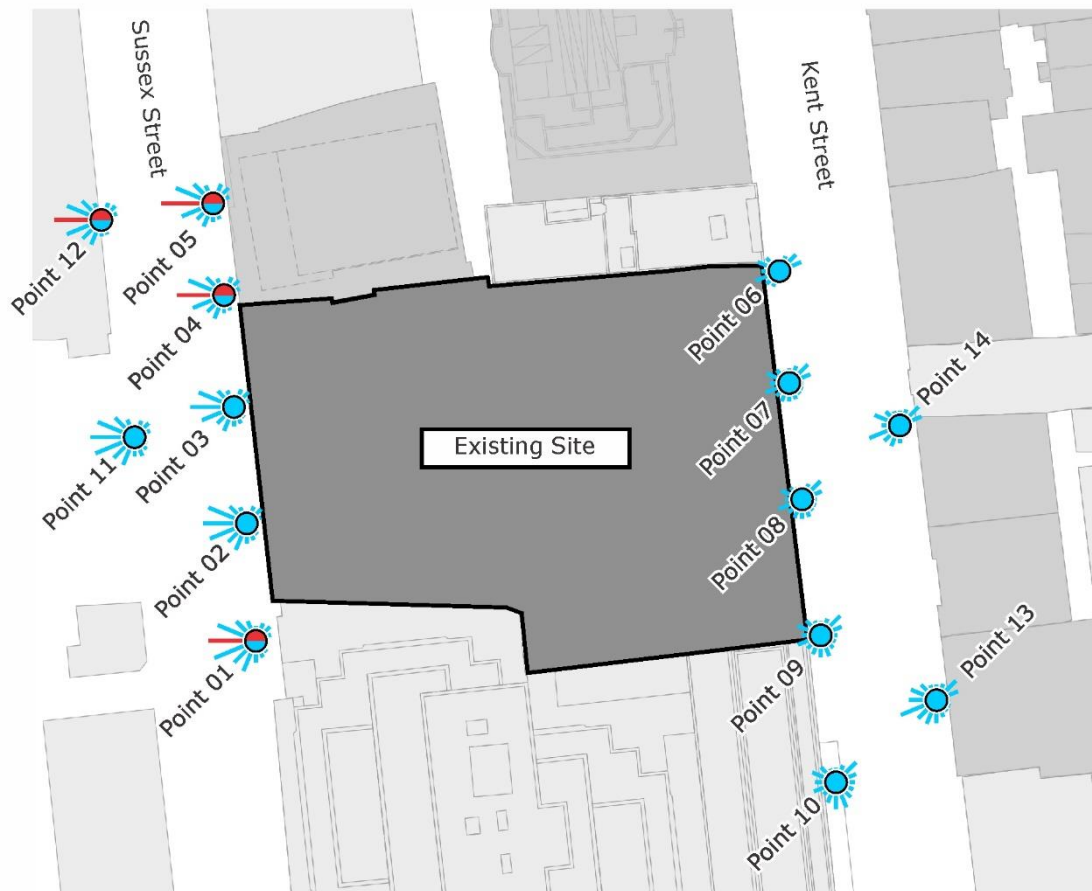 Sussex Street
Kent Street
Point 12
Point 05
Point 04
Point 06
Point 14
Point 07
Point 03
Point 11
Existing Site
Point 02
Point 08
Point 01
Point 09
Point 13
Point 10